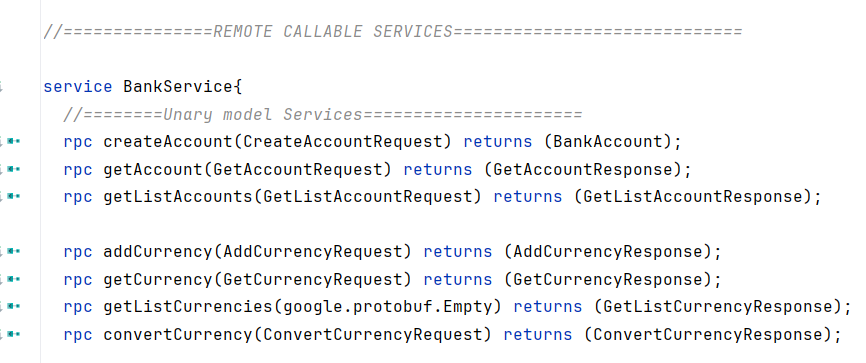 //===============REMOTE CALLABLE SERVICES=============================
service BankService{
//========Unary model Services======================
rpc createAccount(CreateAccountRequest) returns (BankAccount);
rpc getAccount(GetAccountRequest) returns (GetAccountResponse);
rpc getListAccounts(GetListAccountRequest) returns (GetListAccountResponse);
rpc addCurrency(AddCurrencyRequest) returns (AddCurrencyResponse);
rpc getCurrency(GetCurrencyRequest) returns (GetCurrencyResponse);
rpc getListCurrencies(google.protobuf.Empty) returns (GetListCurrencyResponse);
rpc convertCurrency(ConvertCurrencyRequest) returns (ConvertCurrencyResponse);